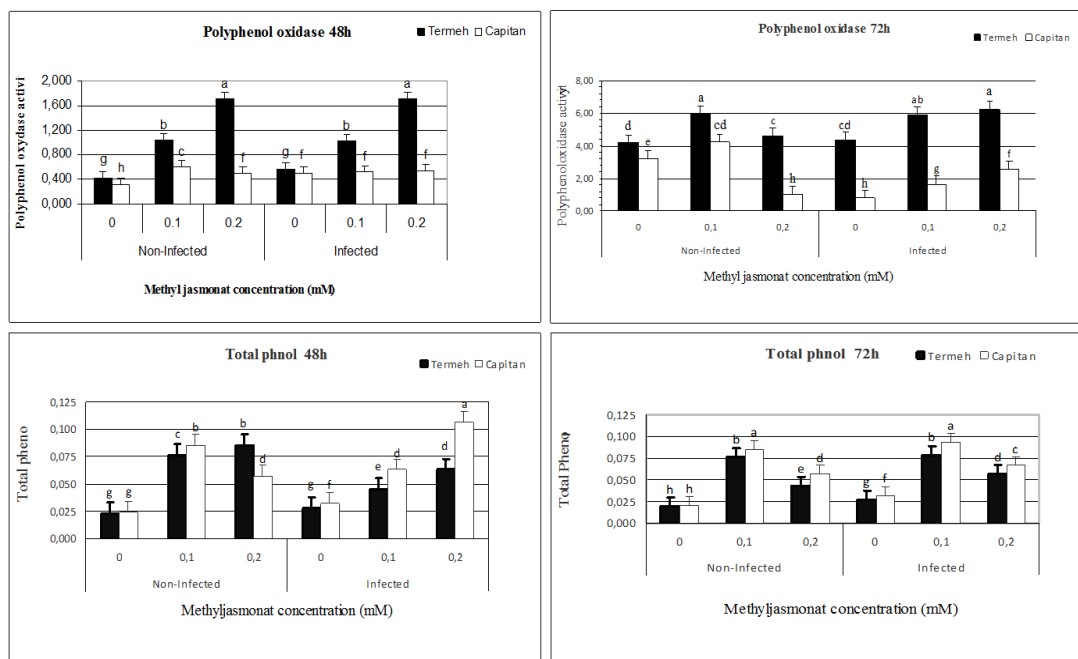 Polyphenol oxidase 48h
Termeh Capitan
Polyphenol oxydase activi
2,000
1,600
1,200
0,800
0,400
0,000
g h b c a f g f b f a f
0 0.1 0.2 0 0.1 0.2
Non-Infected Infected
Methyl jasmonat concentration (mM)
Polyphenol oxidase 72h
Termeh Capitan
Polyphenoloxidase activit
8,00
6,00
4,00
2,00
0,00
d e a cd c h cd h ab g a f
0 0,1 0,2 0 0,1 0,2
Non-Infected Infected
Methyl jasmonat concentration (mM)
Total phnol 48h
Termeh Capitan
Total pheno
0,125
0,100
0,075
0,050
0,025
0,000
g g c b b d g f e d d a
0 0,1 0,2 0 0,1 0,2
Non-Infected Infected
Methyljasmonat concentration (mM)
Total phnol 72h
Termeh Capitan
Total Pheno
0,125
0,100
0,075
0,050
0,025
0,000
h h b a e d g f b a d c
0 0,1 0,2 0 0,1 0,2
Non-Infected Infected
Methyljasmonat concentration (mM)